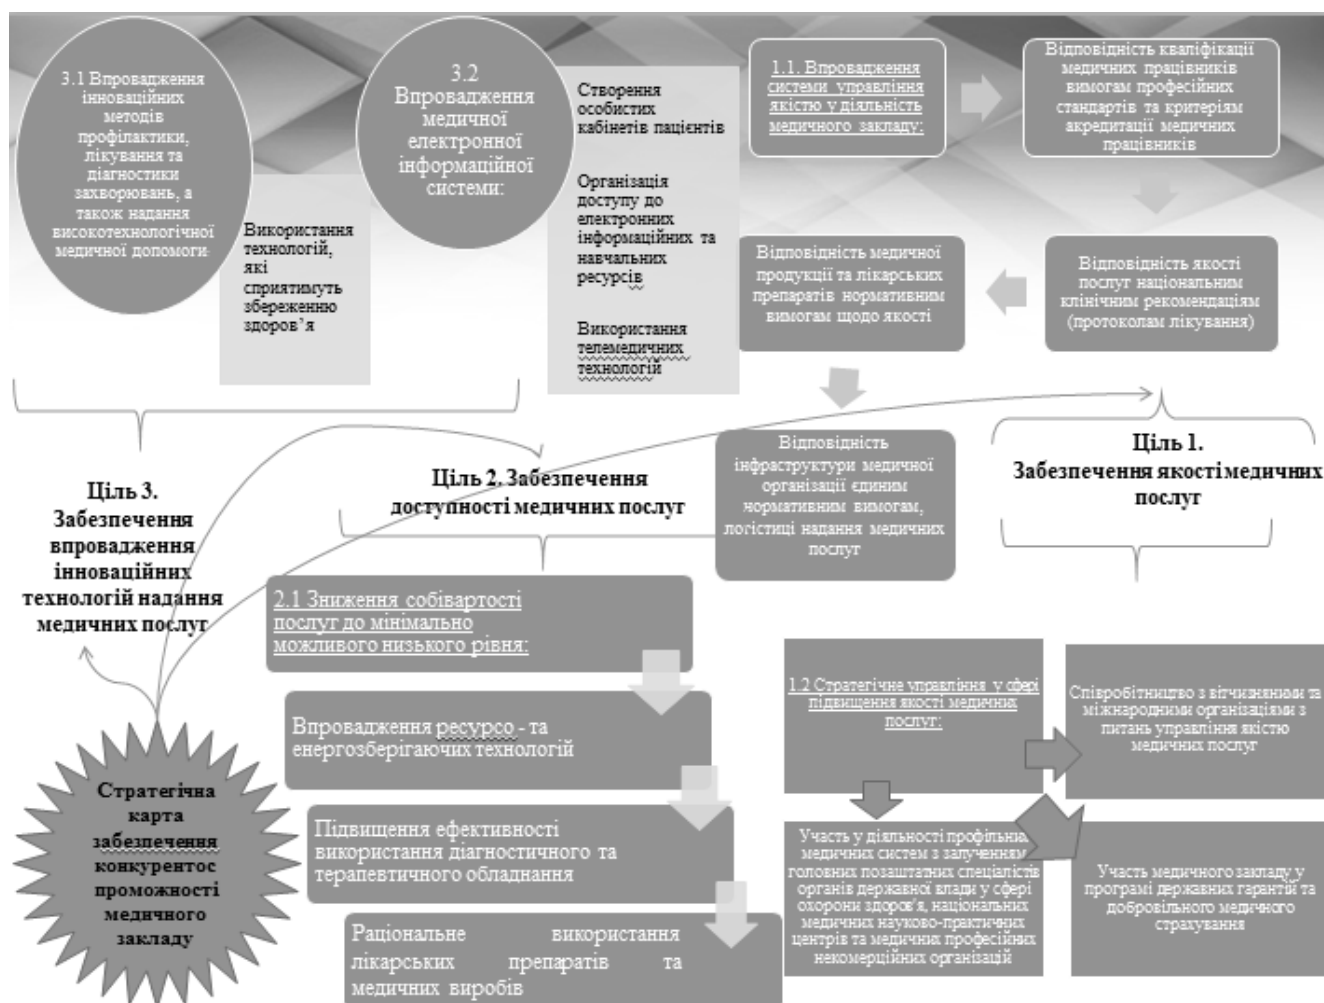 3.1 Впровадження
інноваційних
методів
профілактики,
лікування та
діагностики
захворювань, а
також надання
високотехнологічної
медичної допомоги
Використання
технологій,
які
сприятимуть
збереженню
здоров’я
3.2
Впровадження
медичної
електронної
інформаційної
системи:
Створення
особистих
кабінетів пацієнтів
Організація
доступу до
електронних
інформаційних та
навчальних
ресурсів
Використання
телемедичних
технологій
1.1. Впровадження
системи управління
якістю у діяльність
медичного закладу:
Відповідність кваліфікації
медичних працівників
вимогам професійних
стандартів та критеріям
акредитації медичних
працівників
Відповідність якості
послуг національним
клінічним рекомендаціям
(протоколам лікування)
Відповідність медичної
продукції та лікарських
препаратів нормативним
вимогам щодо якості
Відповідність
інфраструктури медичної
організації єдиним
нормативним вимогам,
логістиці надання медичних
послуг
Ціль 1.
Забезпечення якості медичних
послуг
Ціль 2. Забезпечення
доступності медичних послуг
Ціль 3.
Забезпечення
впровадження
інноваційних
технологій надання
медичних послуг
2.1 Зниження собівартості
послуг до мінімально
можливого низького рівня:
Впровадження ресурсо - та
енергозберігаючих технологій
Підвищення ефективності
використання діагностичного та
терапевтичного обладнання
Раціональне використання
лікарських препаратів та
медичних виробів
1.2 Стратегічне управління у сфері
підвищення якості медичних
послуг:
Співробітництво з вітчизняними та
міжнародними організаціями з
питань управління якістю
медичних послуг
Участь у діяльності профільних
медичних систем з залученням
головних позаштатних спеціалістів
органів державної влади у сфері
охорони здоров'я, національних
медичних науково-практичних
центрів та медичних професійних
некомерційних організацій
Участь медичного закладу у
програмі державних гарантій та
добровільного медичного
страхування
Стратегічна
карта
забезпечення
конкурентос
проможності
медичного
закладу